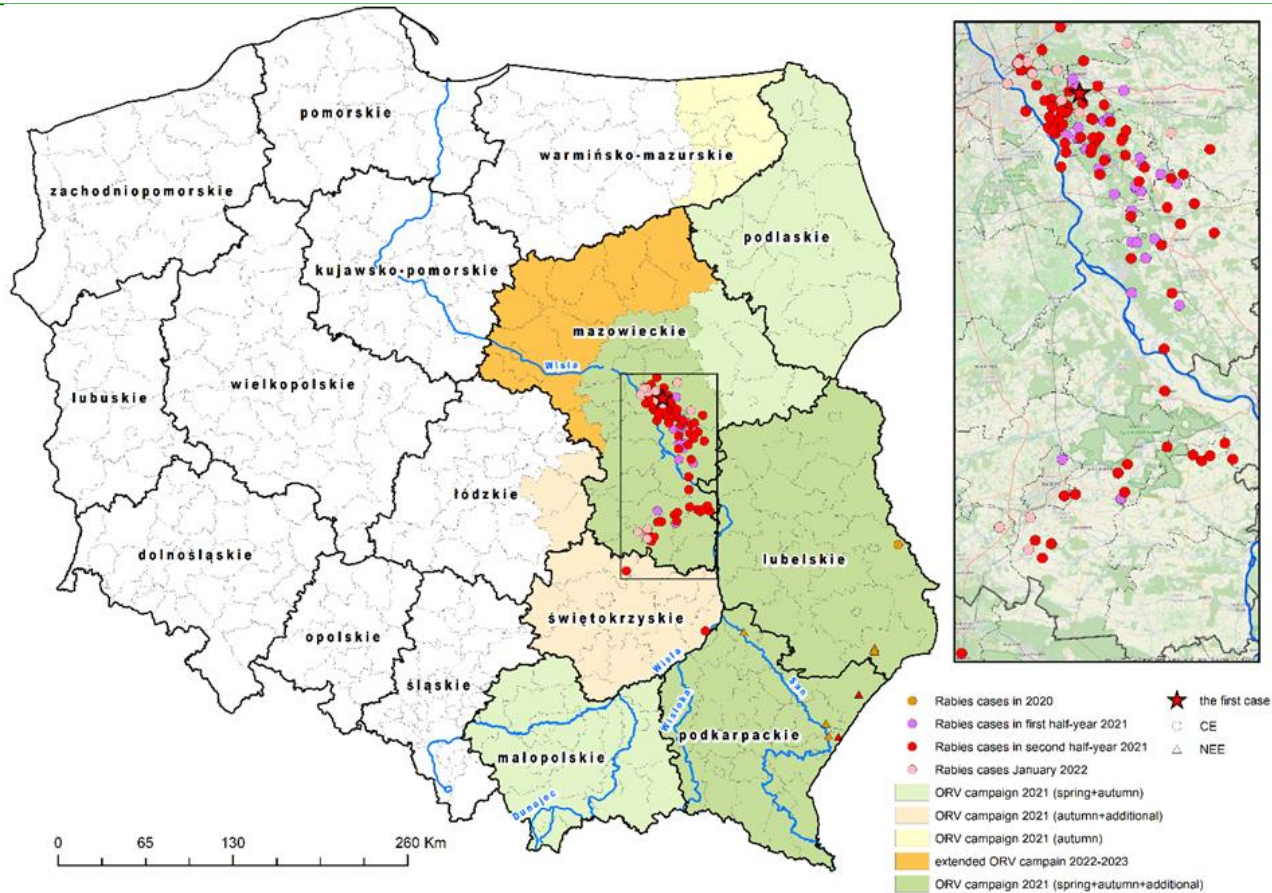 pomorskie
warmińsko-mazurskie
zachodniopomorskie
podlaskie
kujawsko-pomorskie
mazowieckie
Wisła
wielkopolskie
lubuskie
łódzkie
dolnośląskie
lubelskie
świętokrzyskie
opolskie
Wisła
śląskie
San
Wisłoka
podkarpackie
małopolskie
Dunajec
0 65 130 260 Km
Rabies cases in 2020
Rabies cases in first half-year 2021
Rabies cases in second half-year 2021
Rabies cases January 2022
ORV campaign 2021 (spring+autumn)
ORV campaign 2021 (autumn+additional)
ORV campaign 2021 (autumn)
extended ORV campain 2022-2023
ORV campaign 2021 (spring+autumn+additional)
the first case
CE
NEE